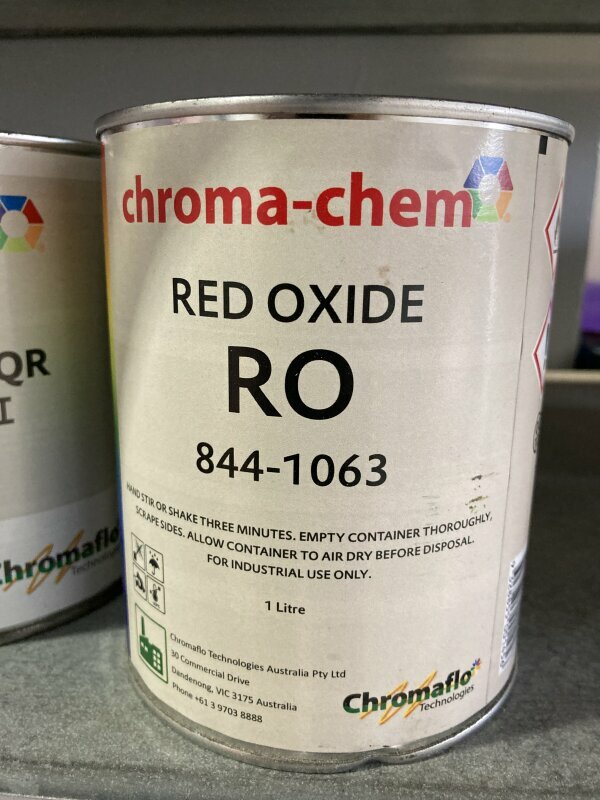 chroma-chem
RED OXIDE
RO
844-1063
HAND STIR OR SHAKE THREE MINUTES. EMPTY CONTAINER THOROUGHLY,
SCRAPE SIDES. ALLOW CONTAINER TO AIR DRY BEFORE DISPOSAL.
FOR INDUSTRIAL USE ONLY.
1 Litre
Chromaflo Technologies Australia Pty Ltd
30 Commercial Drive
Dandenong, VIC 3175 Australia
Phone +61 3 9703 8888
Chromaflo
Technologies
QR
I
Chromaflo
Technologies